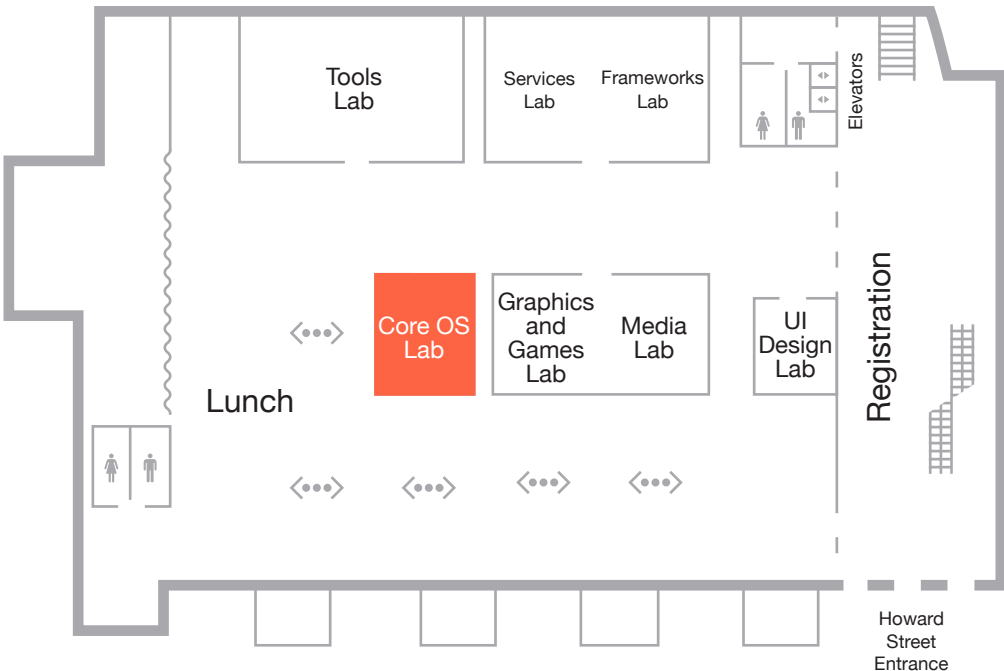 Tools
Lab
Services
Lab
Frameworks
Lab
Elevators
Core OS
Lab
Graphics
and
Games
Lab
Media
Lab
UI
Design
Lab
Registration
Lunch
Howard
Street
Entrance